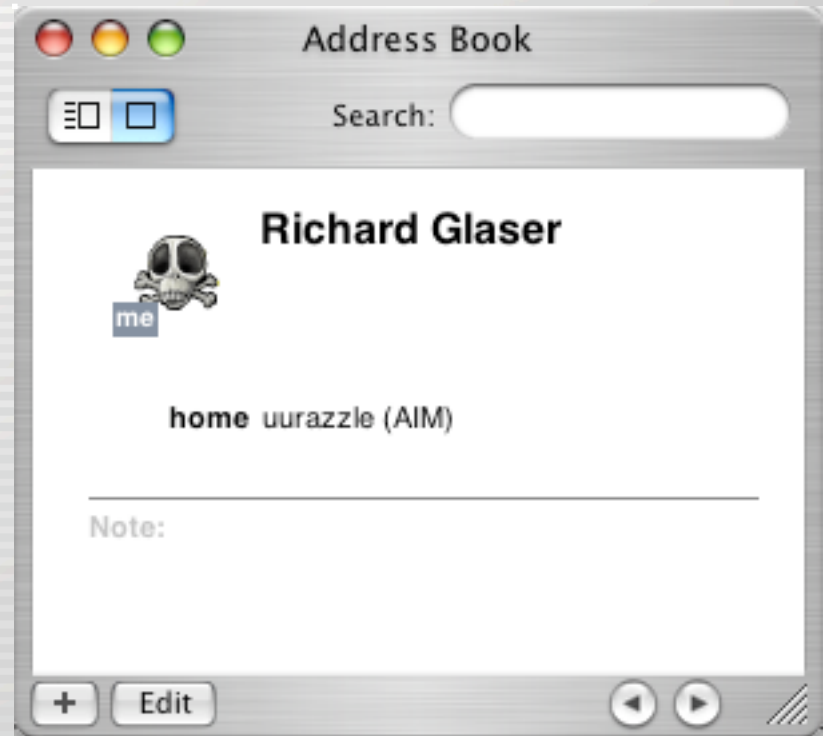 Address Book
Search:
Richard Glaser
me
home uurazzle (AIM)
Note:
+ Edit